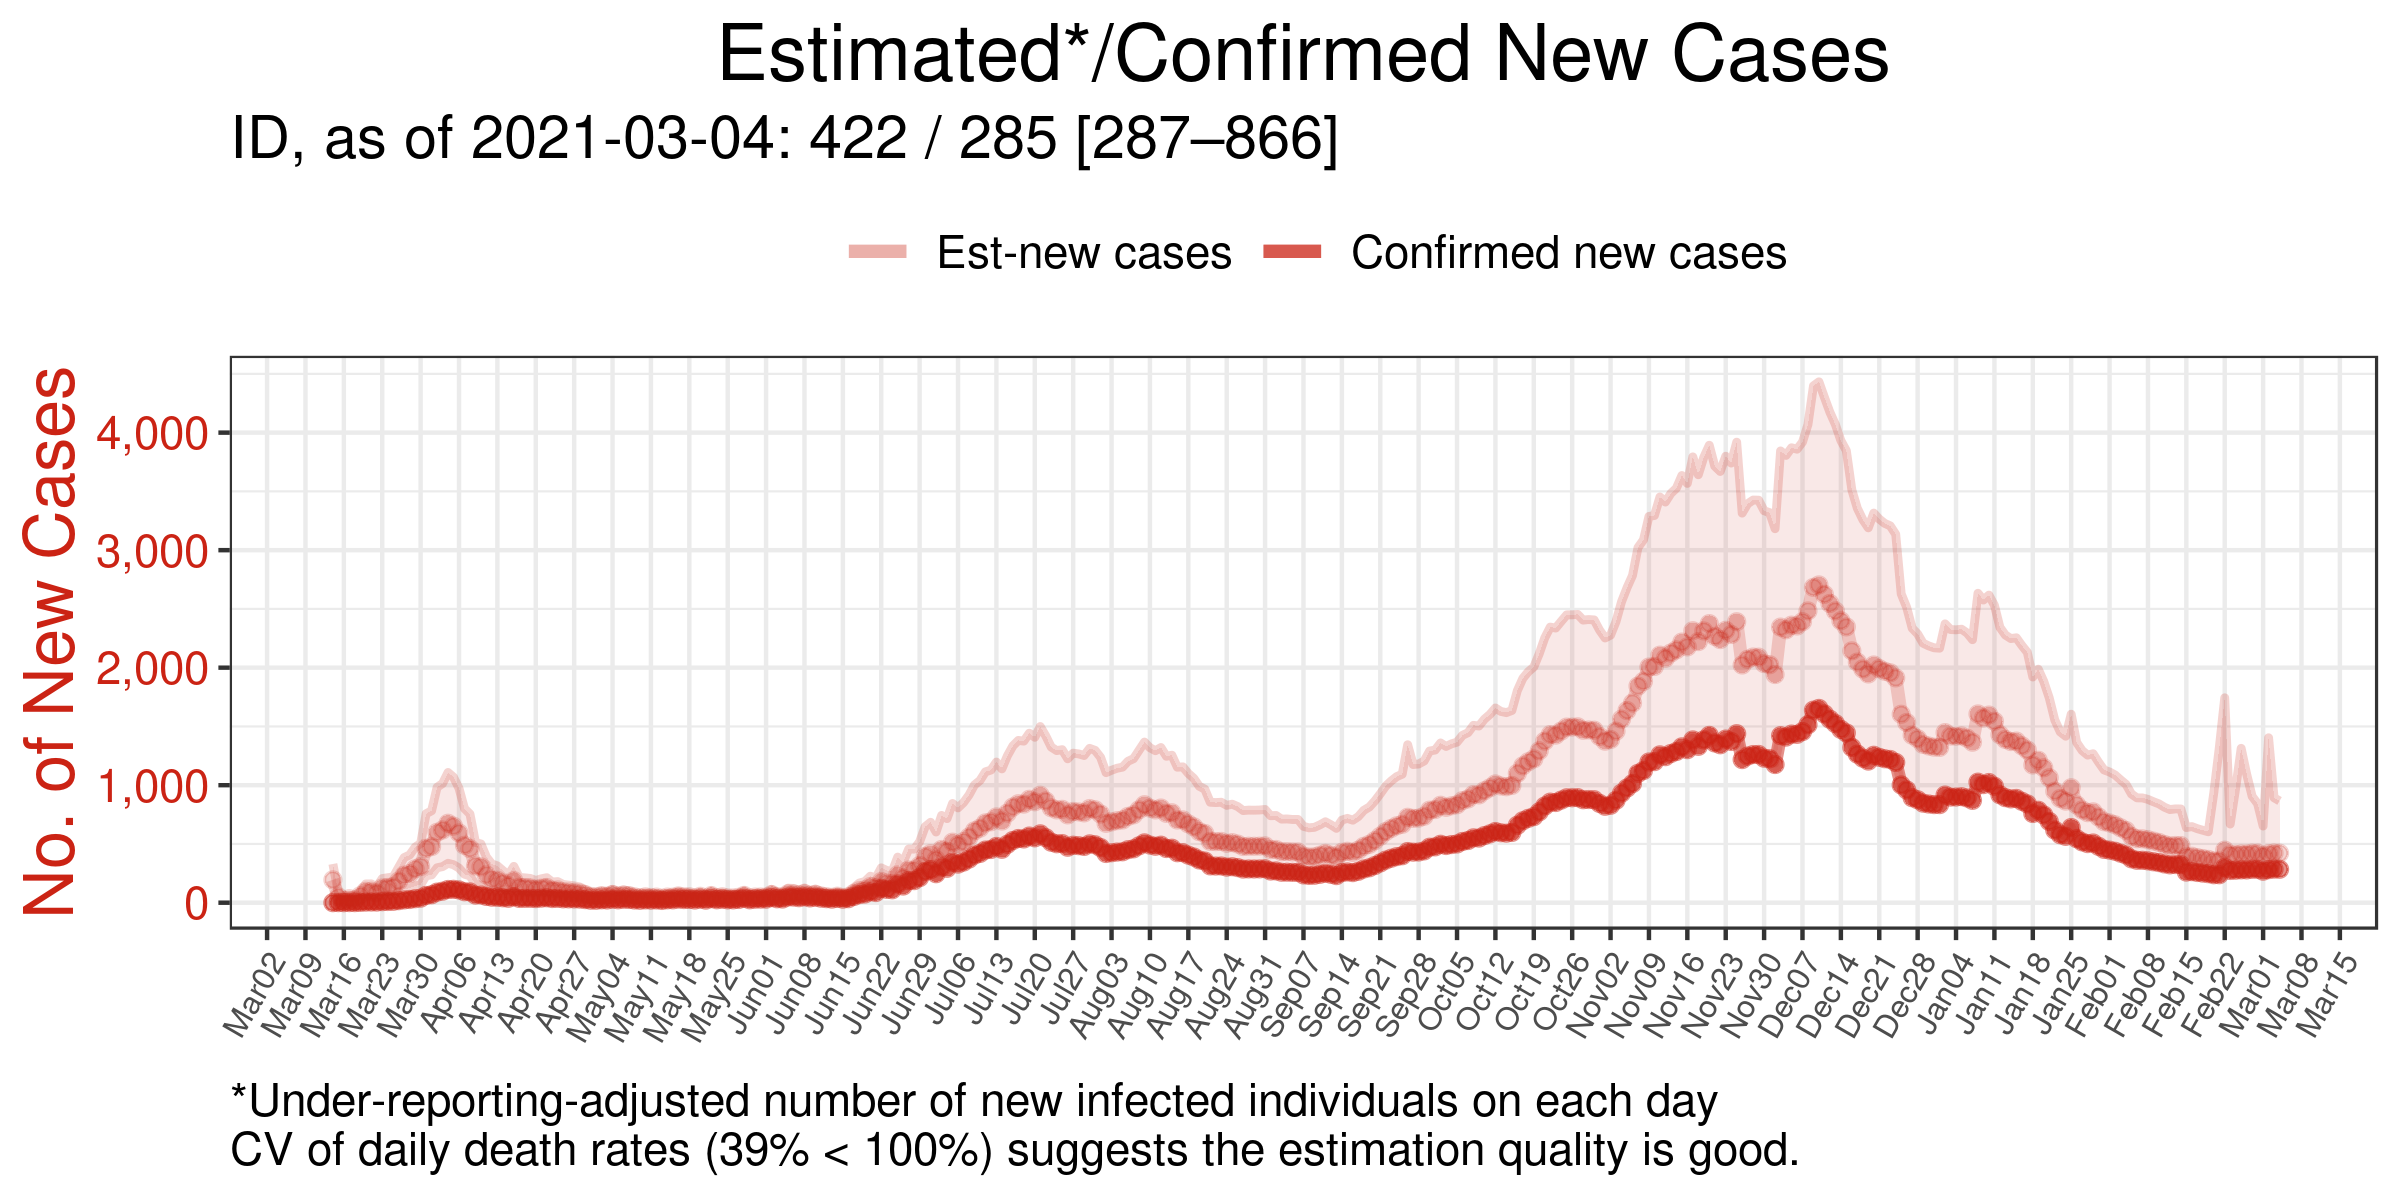 Estimated*/Confirmed New Cases
ID, as of 2021-03-04: 422 / 285 [287–866]
Est-new cases
Confirmed new cases
No. of New Cases
4,000
3,000
2,000
1,000
0
Mar02
Mar09
Mar16
Mar23
Mar30
Apr06
Apr13
Apr20
Apr27
May04
May11
May18
May25
Jun01
Jun08
Jun15
Jun22
Jun29
Jul06
Jul13
Jul20
Jul27
Aug03
Aug10
Aug17
Aug24
Aug31
Sep07
Sep14
Sep21
Sep28
Oct05
Oct12
Oct19
Oct26
Nov02
Nov09
Nov16
Nov23
Nov30
Dec07
Dec14
Dec21
Dec28
Jan04
Jan11
Jan18
Jan25
Feb01
Feb08
Feb15
Feb22
Mar01
Mar08
Mar15
*Under-reporting-adjusted number of new infected individuals on each day
CV of daily death rates (39% < 100%) suggests the estimation quality is good.